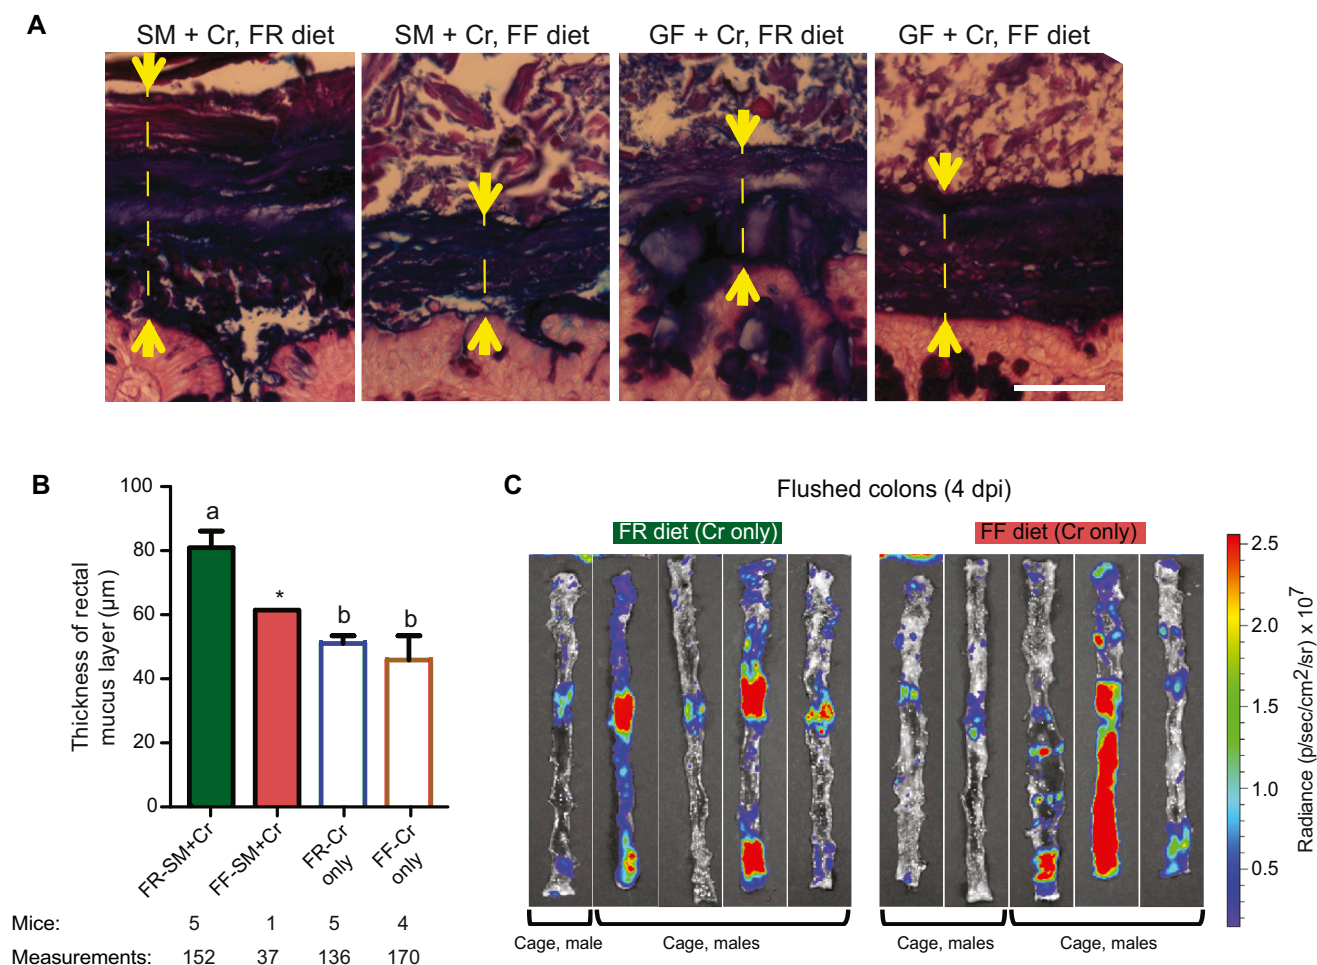 A
SM + Cr, FR diet
SM + Cr, FF diet
GF + Cr, FR diet
GF + Cr, FF diet
B
100
80
60
40
20
0
Thickness of rectal
mucus layer (µm)
a
*
b
b
FR-SM+Cr
FF-SM+Cr
FR-Cr
only
FF-Cr
only
Mice:
5
1
5
4
Measurements:
152
37
136
170
C
Flushed colons (4 dpi)
FR diet (Cr only)
FF diet (Cr only)
Cage, male
Cage, males
Cage, males
Cage, males
2.5
2.0
1.5
1.0
0.5
Radiance (p/sec/cm2/sr) x 10⁷